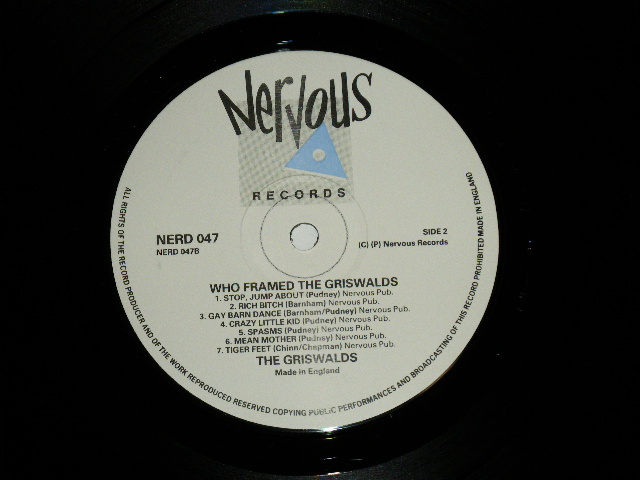 Nervous
RECORDS
NERD 047
NERD 047B
SIDE 2
(C) (P) Nervous Records
WHO FRAMED THE GRISWALDS
1. STOP, JUMP ABOUT (Pudney) Nervous Pub.
2. RICH BITCH (Barnham) Nervous Pub.
3. GAY BARN DANCE (Barnham/Pudney) Nervous Pub.
4. CRAZY LITTLE KID (Pudney) Nervous Pub.
5. SPASMS (Pudney) Nervous Pub.
6. MEAN MOTHER (Pudney) Nervous Pub.
7. TIGER FEET (Chinn/Chapman) Nervous Pub.
THE GRISWALDS
Made in England
ALL RIGHTS OF THE RECORD PRODUCER AND OF THE WORK REPRODUCED RESERVED COPYING PUBLIC PERFORMANCES AND BROADCASTING OF THIS RECORD PROHIBITED MADE IN ENGLAND